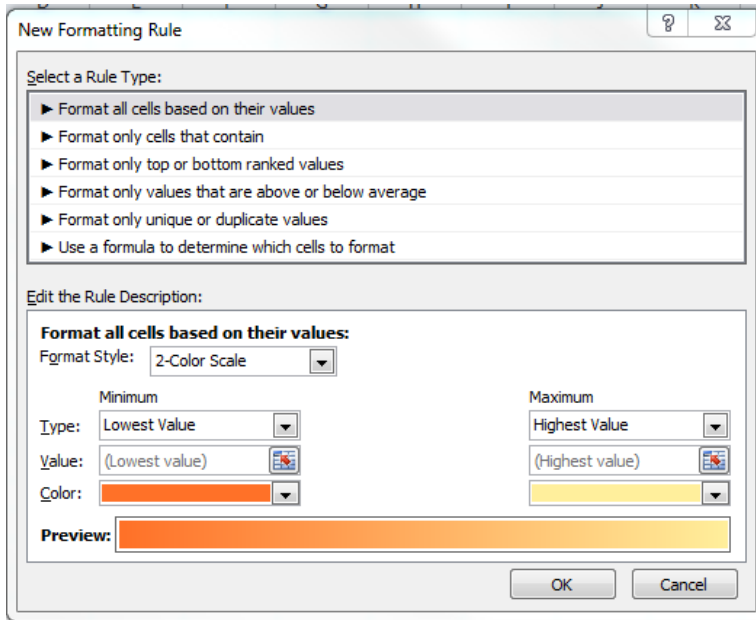 New Formatting Rule
Select a Rule Type:
► Format all cells based on their values
► Format only cells that contain
► Format only top or bottom ranked values
► Format only values that are above or below average
► Format only unique or duplicate values
► Use a formula to determine which cells to format
Edit the Rule Description:
Format all cells based on their values:
Format Style: 2-Color Scale
Minimum Maximum
Type: Lowest Value Highest Value
Value: (Lowest value) (Highest value)
Color:
Preview:
OK Cancel